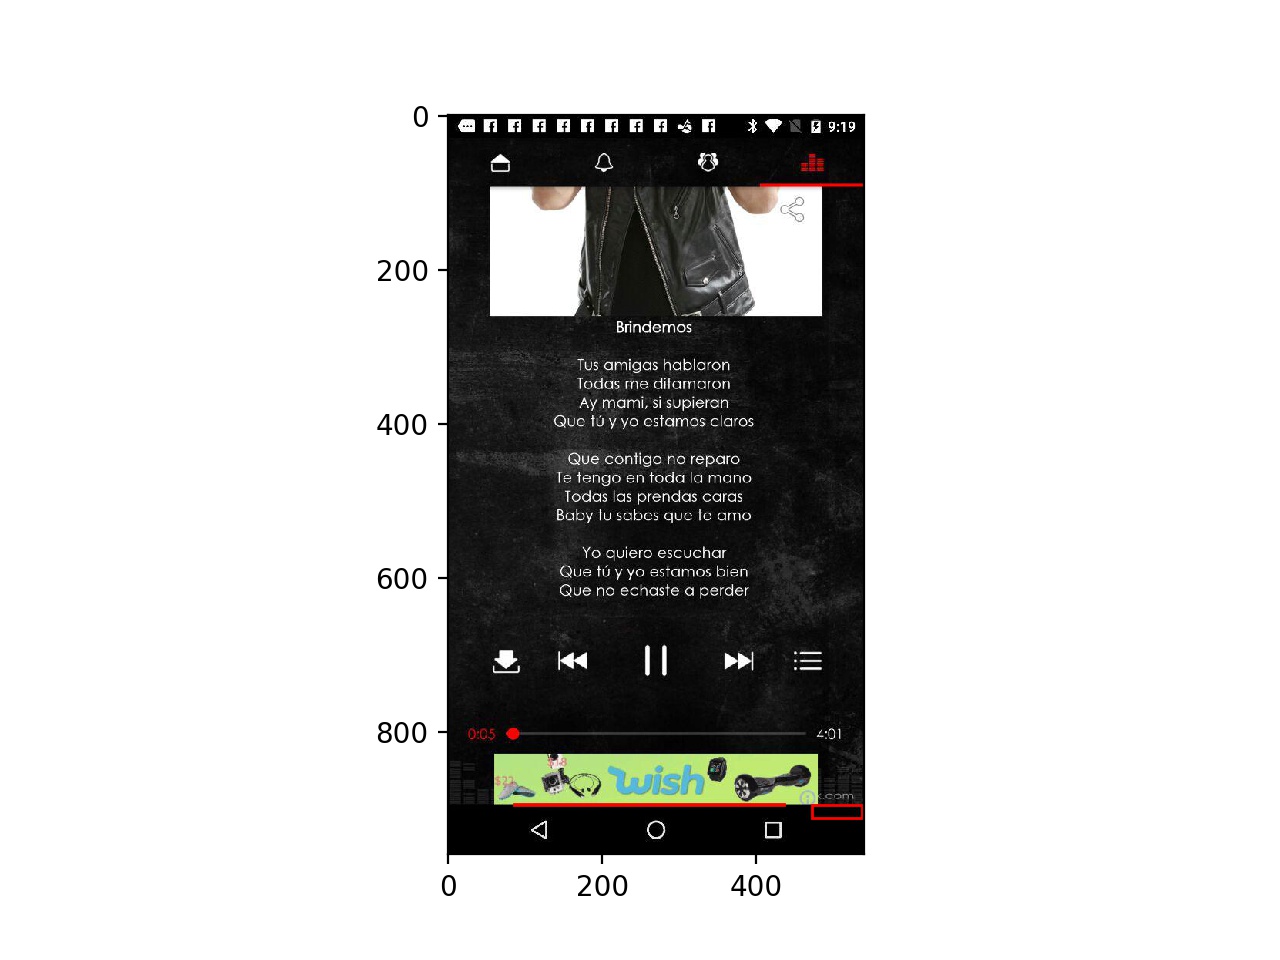 0
200
400
600
800
0
200
400
9:19
Brindemos
Tus amigas hablaron
Todas me difamaron
Ay mami, si supieran
Que tú y yo estamos claros
Que contigo no reparo
Te tengo en toda la mano
Todas las prendas caras
Baby tu sabes que te amo
Yo quiero escuchar
Que tú y yo estamos bien
Que no echaste a perder
0:05
4:01
$18
wish
k.com